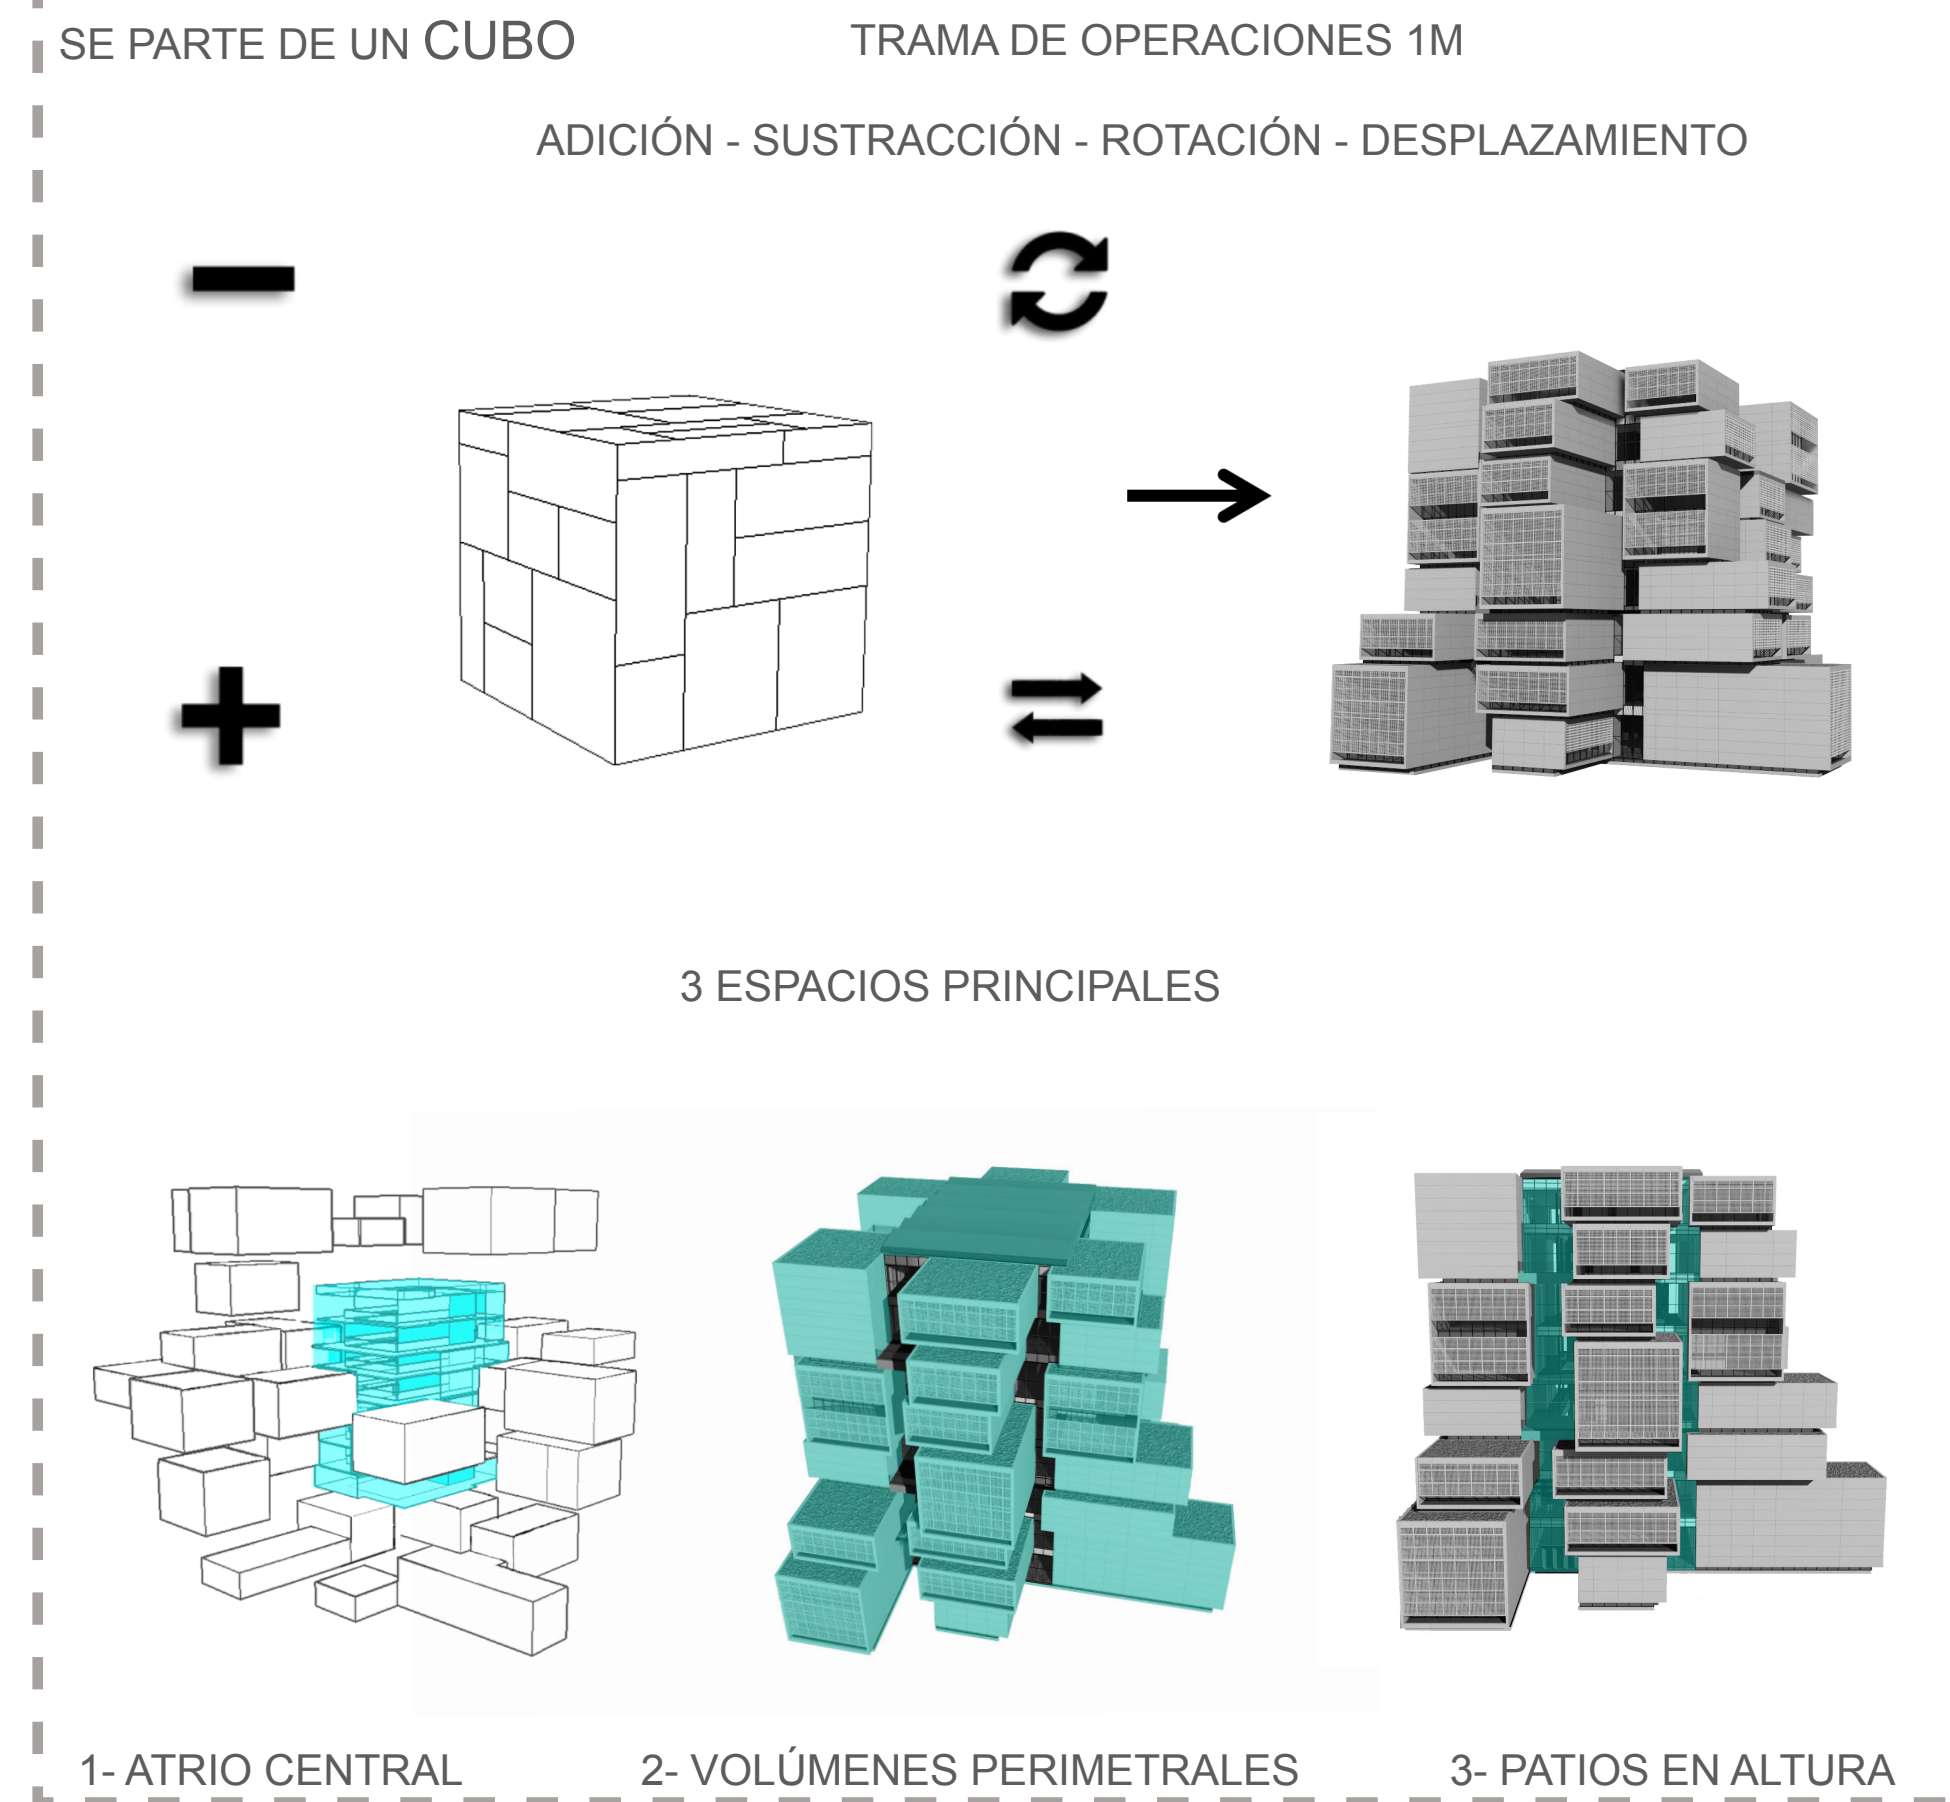 SE PARTE DE UN CUBO
TRAMA DE OPERACIONES 1M
ADICIÓN - SUSTRACCIÓN - ROTACIÓN - DESPLAZAMIENTO
3 ESPACIOS PRINCIPALES
1- ATRIO CENTRAL
2- VOLÚMENES PERIMETRALES
3- PATIOS EN ALTURA